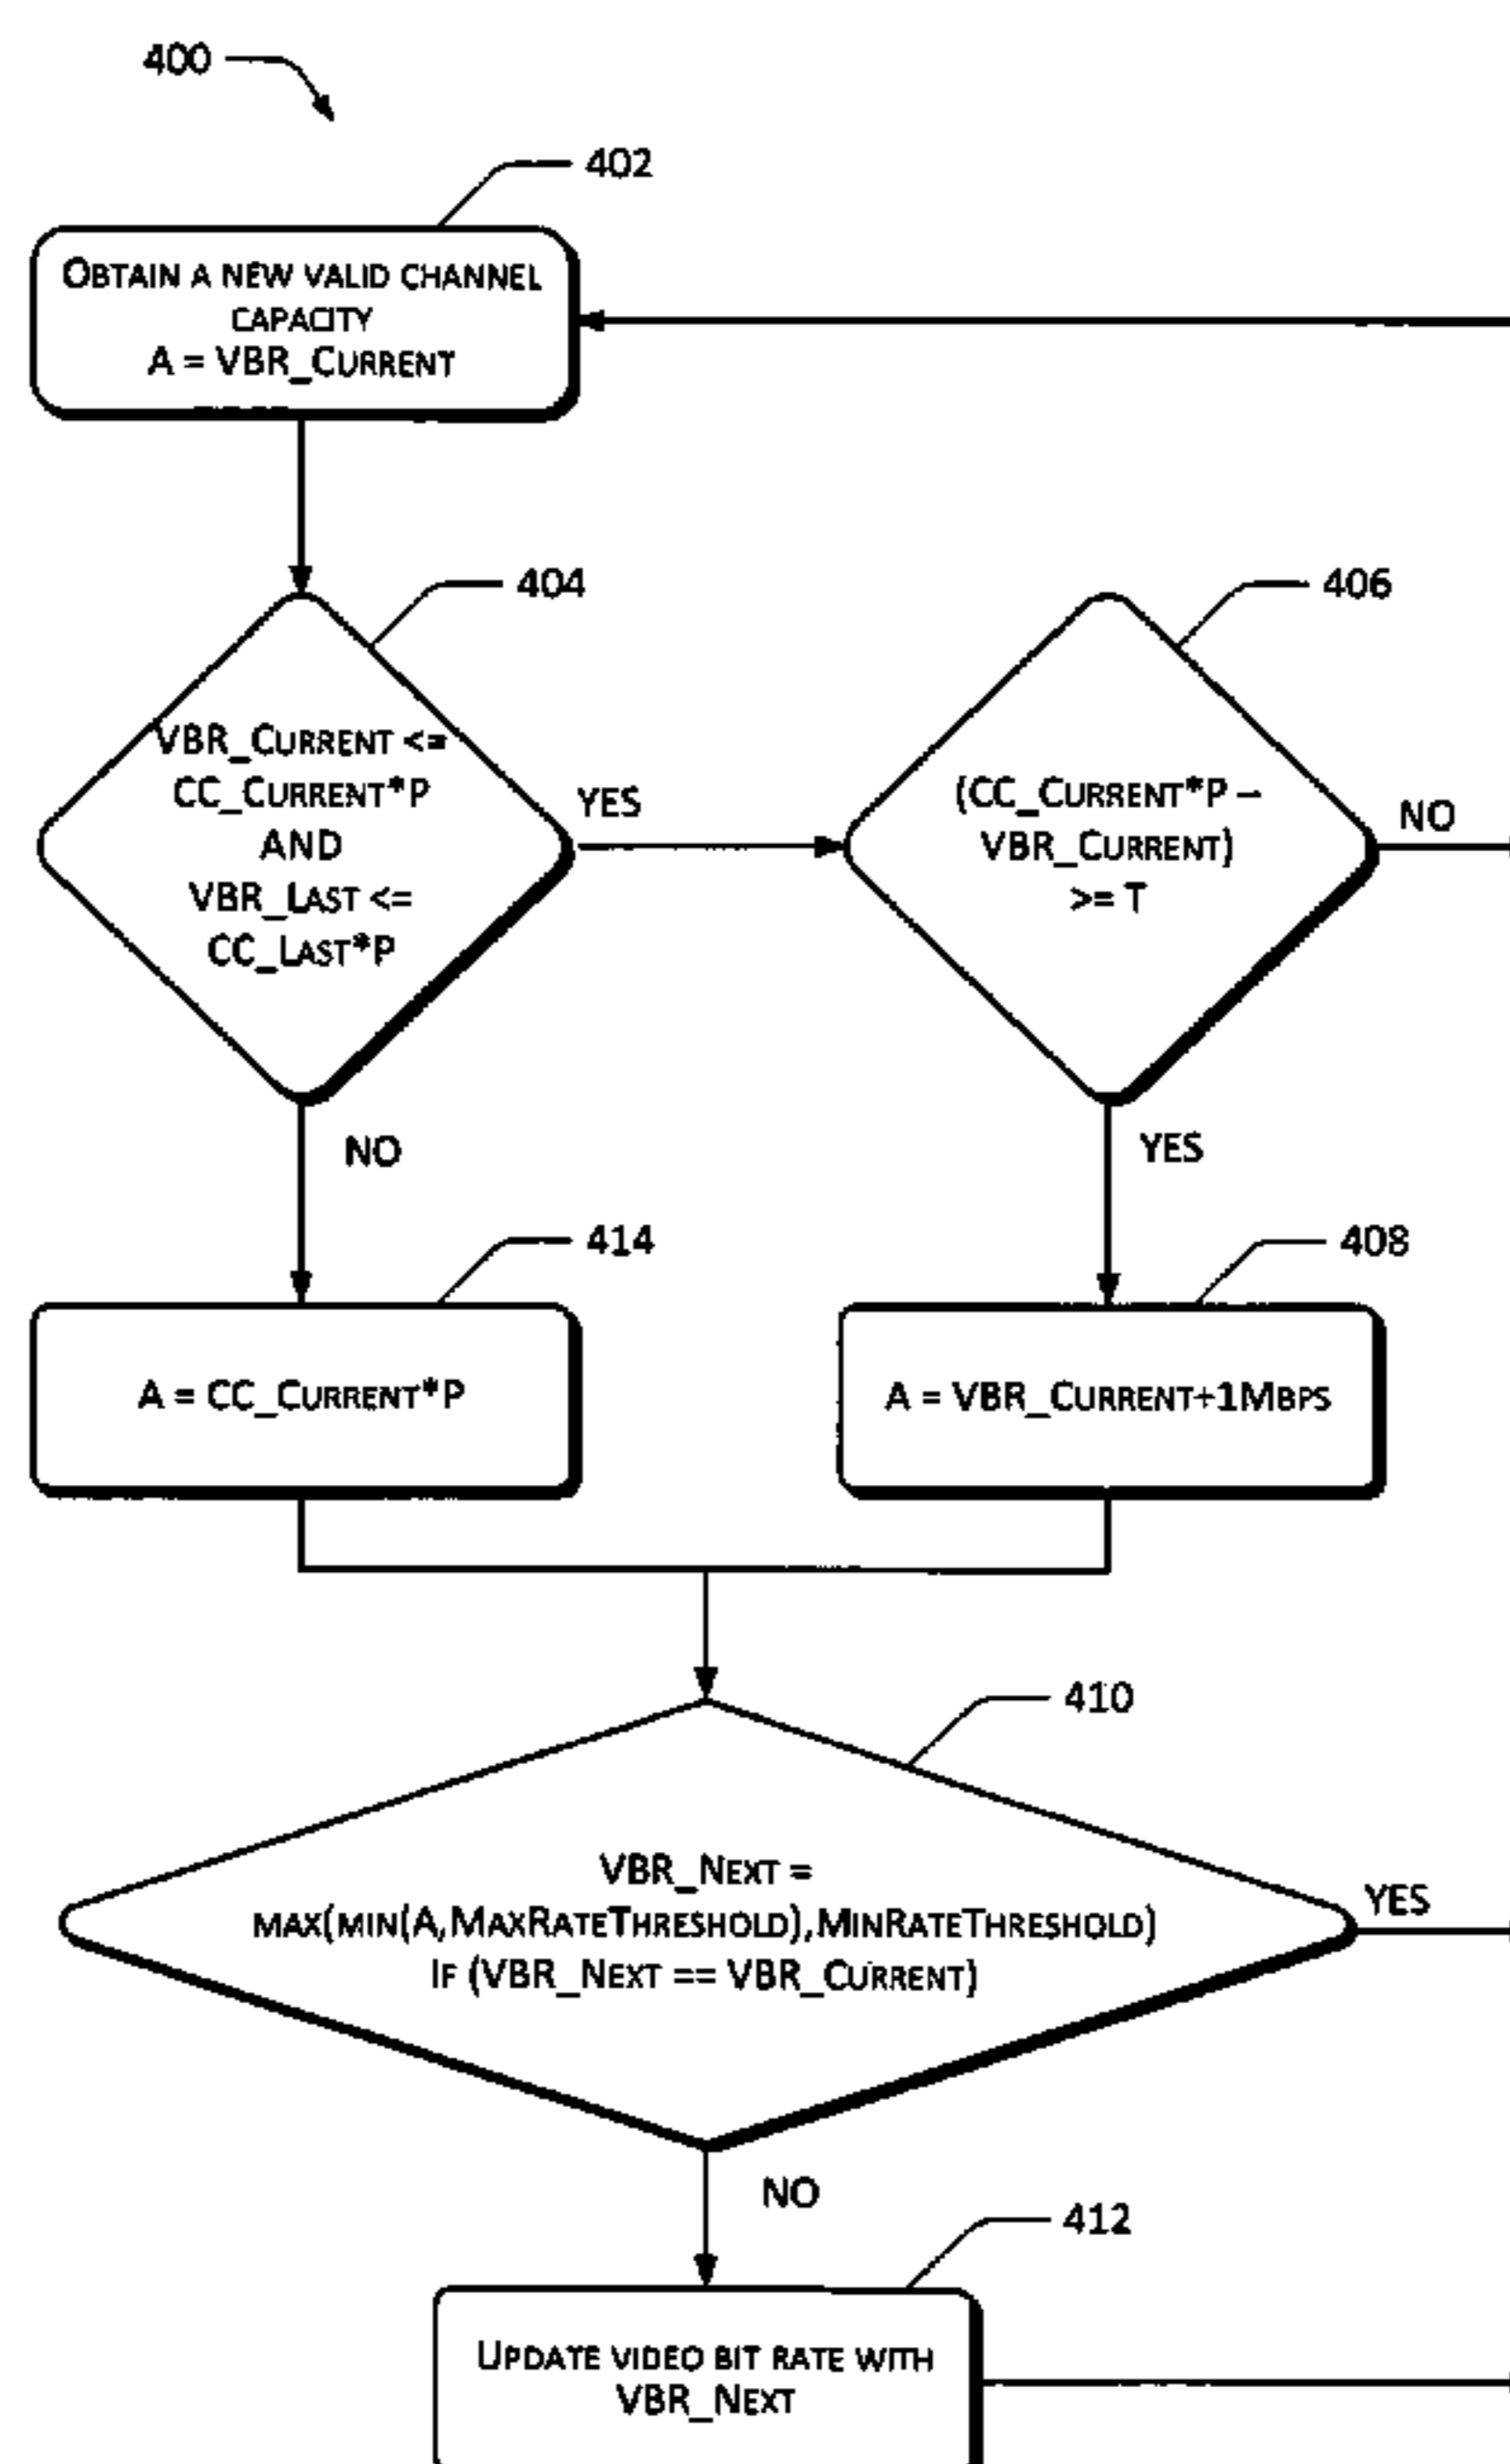 400
402
OBTAIN A NEW VALID CHANNEL
CAPACITY
A = VBR_CURRENT
404
VBR_CURRENT <=
CC_CURRENT*P
AND
VBR_LAST <=
CC_LAST*P
YES
406
(CC_CURRENT*P –
VBR_CURRENT)
>= T
NO
NO
YES
414
A = CC_CURRENT*P
408
A = VBR_CURRENT+1MBPS
410
VBR_NEXT =
MAX(MIN(A,MAXRATETHRESHOLD),MINRATETHRESHOLD)
IF (VBR_NEXT == VBR_CURRENT)
YES
NO
412
UPDATE VIDEO BIT RATE WITH
VBR_NEXT